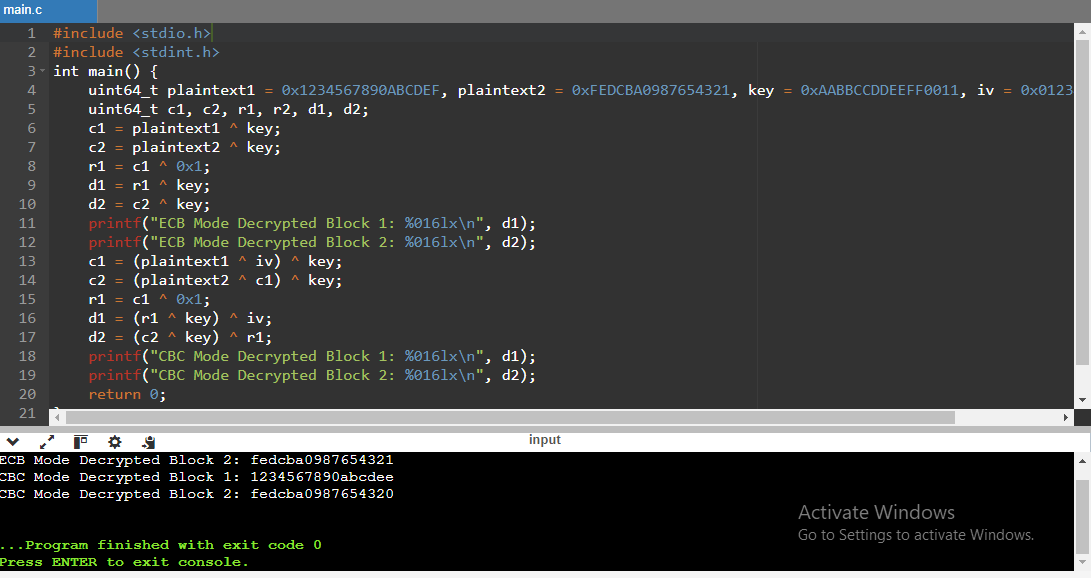 main.c
1 #include <stdio.h>
2 #include <stdint.h>
3 int main() {
4 uint64_t plaintext1 = 0x1234567890ABCDEF, plaintext2 = 0xFEDCBA0987654321, key = 0xAABBCCDDEEFF0011, iv = 0x0123
5 uint64_t c1, c2, r1, r2, d1, d2;
6 c1 = plaintext1 ^ key;
7 c2 = plaintext2 ^ key;
8 r1 = c1 ^ 0x1;
9 d1 = r1 ^ key;
10 d2 = c2 ^ key;
11 printf("ECB Mode Decrypted Block 1: %016lx\n", d1);
12 printf("ECB Mode Decrypted Block 2: %016lx\n", d2);
13 c1 = (plaintext1 ^ iv) ^ key;
14 c2 = (plaintext2 ^ c1) ^ key;
15 r1 = c1 ^ 0x1;
16 d1 = (r1 ^ key) ^ iv;
17 d2 = (c2 ^ key) ^ r1;
18 printf("CBC Mode Decrypted Block 1: %016lx\n", d1);
19 printf("CBC Mode Decrypted Block 2: %016lx\n", d2);
20 return 0;
21
input
ECB Mode Decrypted Block 2: fedcba0987654321
CBC Mode Decrypted Block 1: 1234567890abcdee
CBC Mode Decrypted Block 2: fedcba0987654320
Activate Windows
Go to Settings to activate Windows.
...Program finished with exit code 0
Press ENTER to exit console.